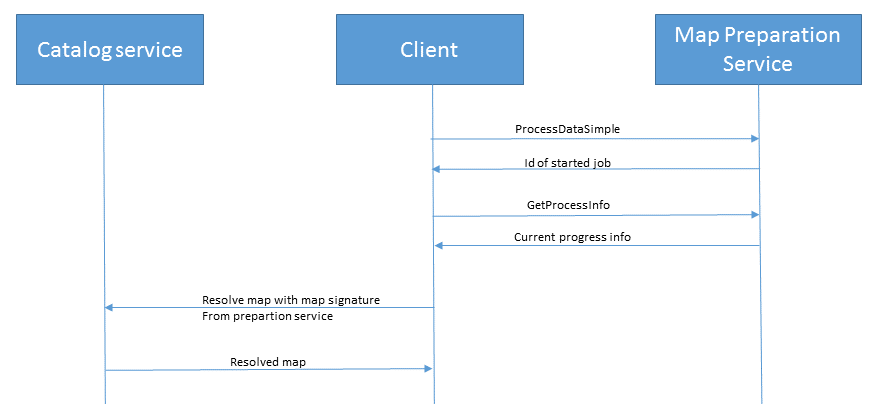 Catalog service
Client
Map Preparation
Service
ProcessDataSimple
Id of started job
GetProcessInfo
Current progress info
Resolve map with map signature
From prepartion service
Resolved map